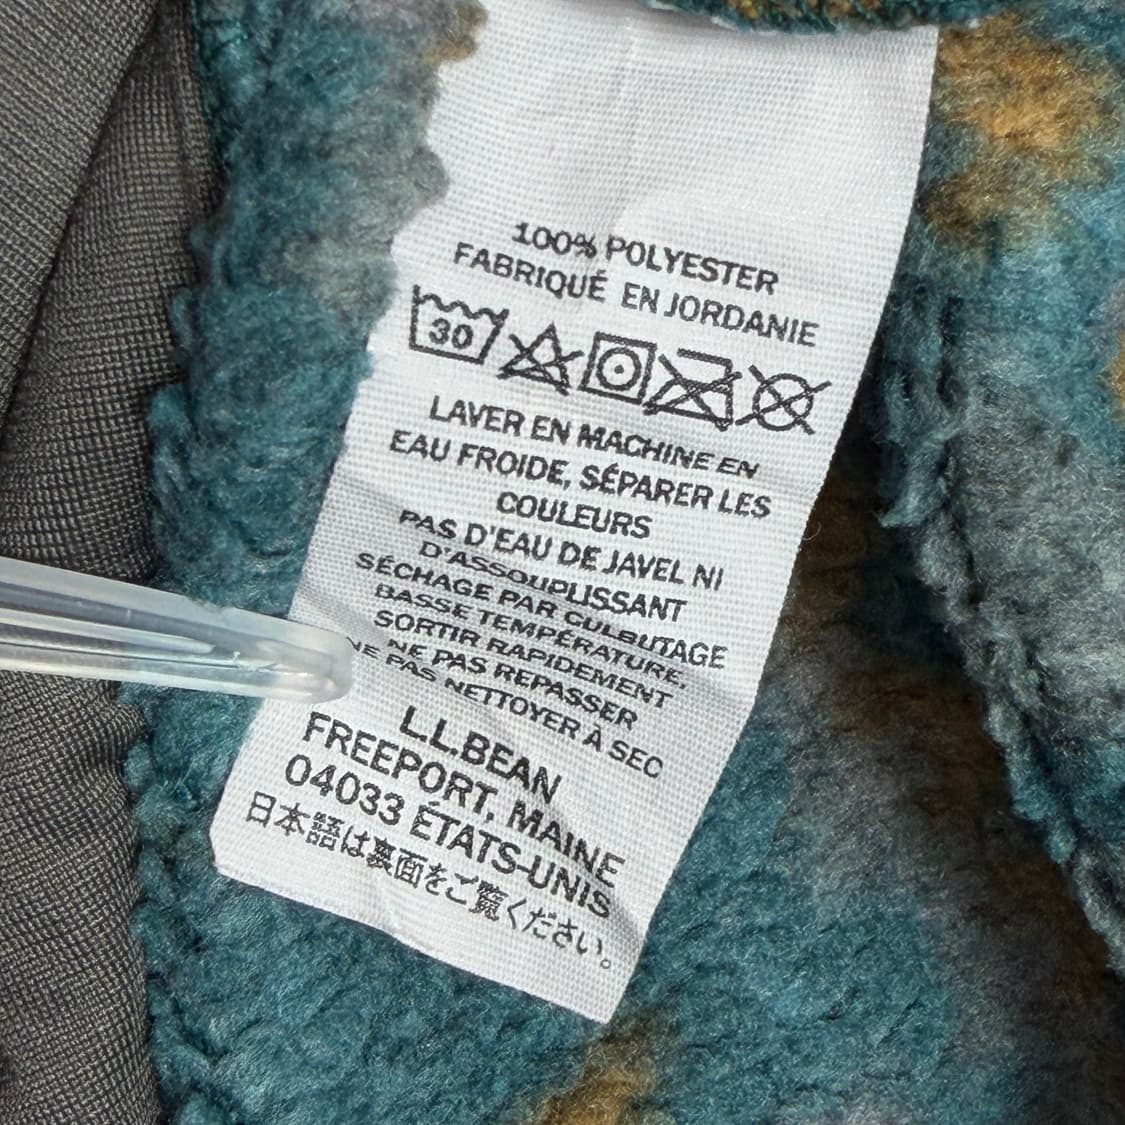 100% POLYESTER
FABRIQUÉ EN JORDANIE
30
LAVER EN MACHINE EN
EAU FROIDE, SÉPARER LES
COULEURS
PAS D'EAU DE JAVEL NI
D'ASSOUPLISSANT
SÉCHAGE PAR CULBUTAGE
BASSE TEMPÉRATURE,
SORTIR RAPIDEMENT
NE PAS REPASSER
NE PAS NETTOYER À SEC
L.L.BEAN
FREEPORT, MAINE
04033 ÉTATS-UNIS
日本語は裏面をご覧ください。